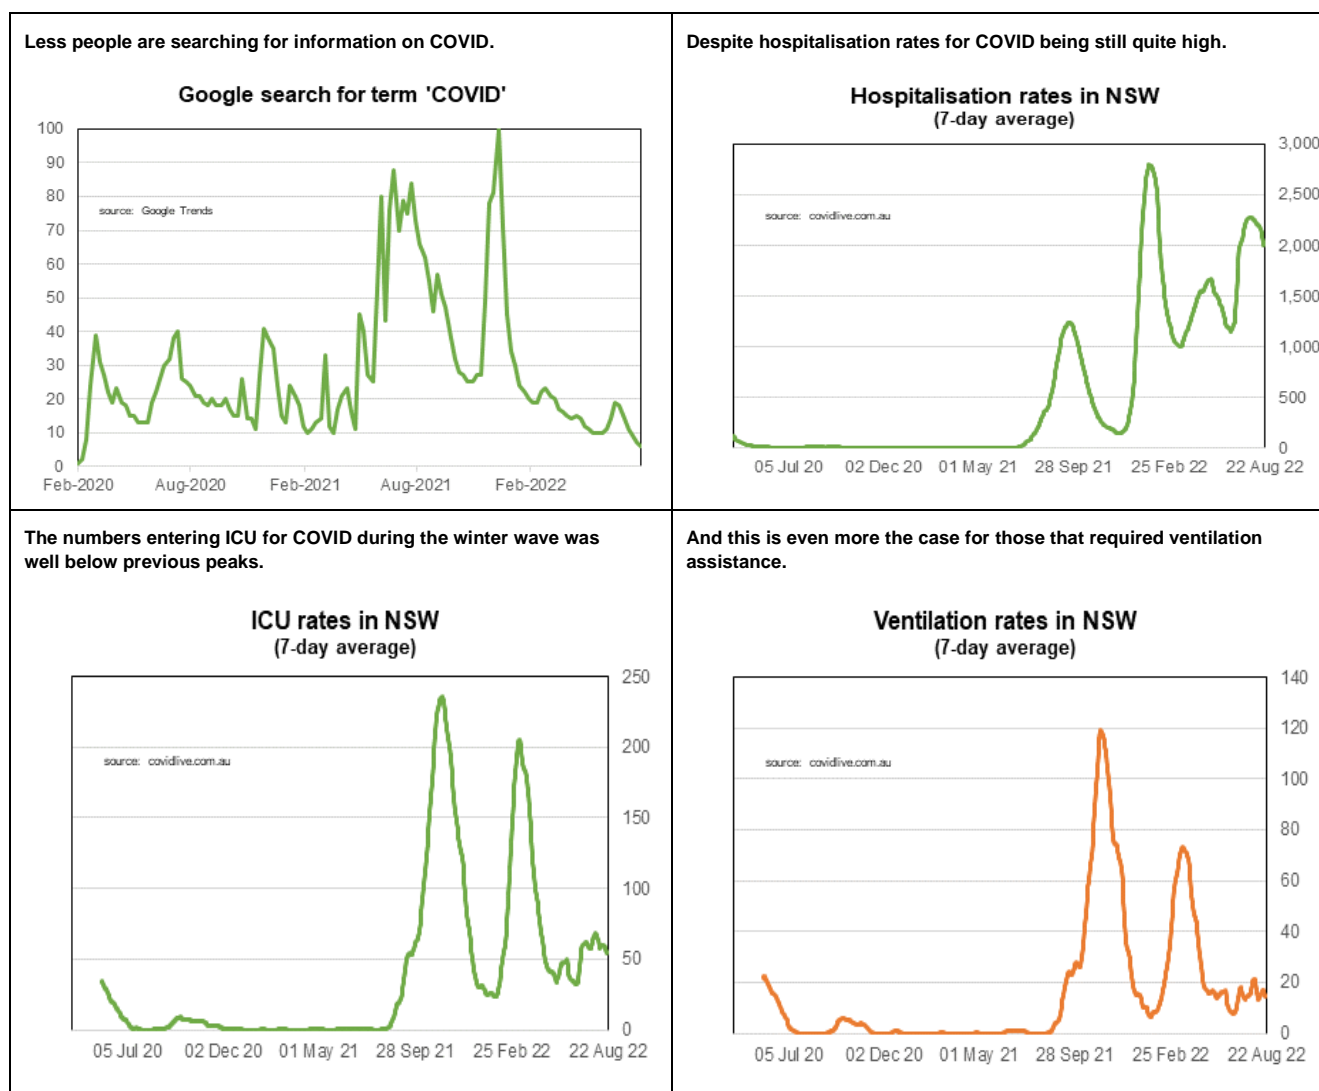 Less people are searching for information on COVID.
Google search for term 'COVID'
100
90
80
70
60
50
40
30
20
10
0
source: Google Trends
Feb-2020 Aug-2020 Feb-2021 Aug-2021 Feb-2022
Despite hospitalisation rates for COVID being still quite high.
Hospitalisation rates in NSW
(7-day average)
3,000
2,500
2,000
1,500
1,000
500
0
source: covidlive.com.au
05 Jul 20 02 Dec 20 01 May 21 28 Sep 21 25 Feb 22 22 Aug 22
The numbers entering ICU for COVID during the winter wave was
well below previous peaks.
ICU rates in NSW
(7-day average)
250
200
150
100
50
0
source: covidlive.com.au
05 Jul 20 02 Dec 20 01 May 21 28 Sep 21 25 Feb 22 22 Aug 22
And this is even more the case for those that required ventilation
assistance.
Ventilation rates in NSW
(7-day average)
140
120
100
80
60
40
20
0
source: covidlive.com.au
05 Jul 20 02 Dec 20 01 May 21 28 Sep 21 25 Feb 22 22 Aug 22